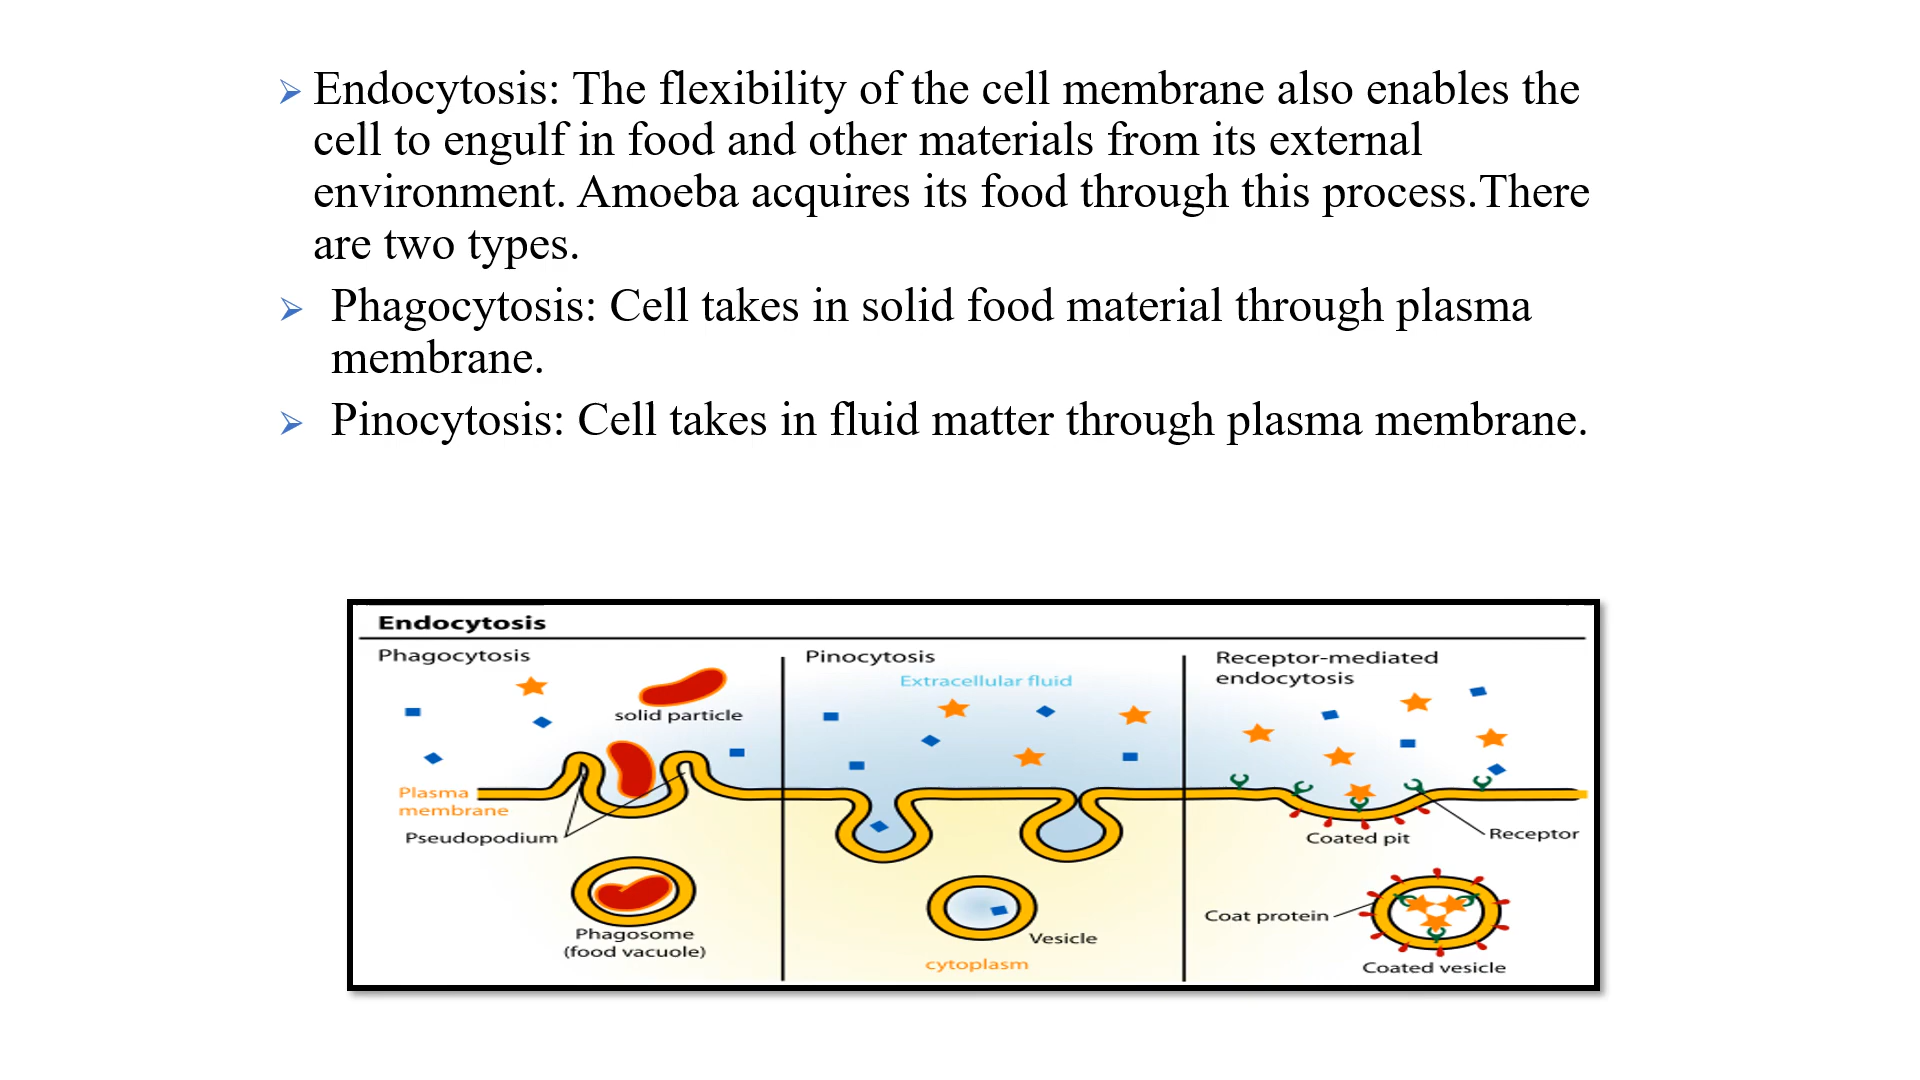 Endocytosis: The flexibility of the cell membrane also enables the
cell to engulf in food and other materials from its external
environment. Amoeba acquires its food through this process.There
are two types.
Phagocytosis: Cell takes in solid food material through plasma
membrane.
Pinocytosis: Cell takes in fluid matter through plasma membrane.
Endocytosis
Phagocytosis
solid particle
Plasma
membrane
Pseudopodium
Phagosome
(food vacuole)
Pinocytosis
Extracellular fluid
Vesicle
cytoplasm
Receptor-mediated
endocytosis
Coated pit
Receptor
Coat protein
Coated vesicle